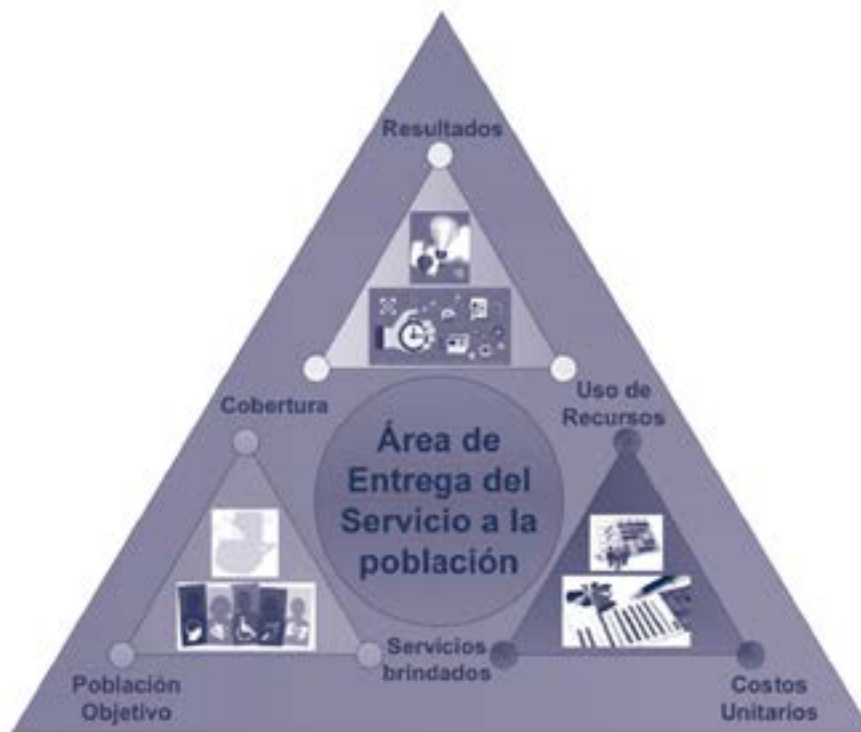 Resultados
Cobertura
Uso de
Recursos
Área de
Entrega del
Servicio a la
población
Población
Objetivo
Servicios
brindados
Costos
Unitarios